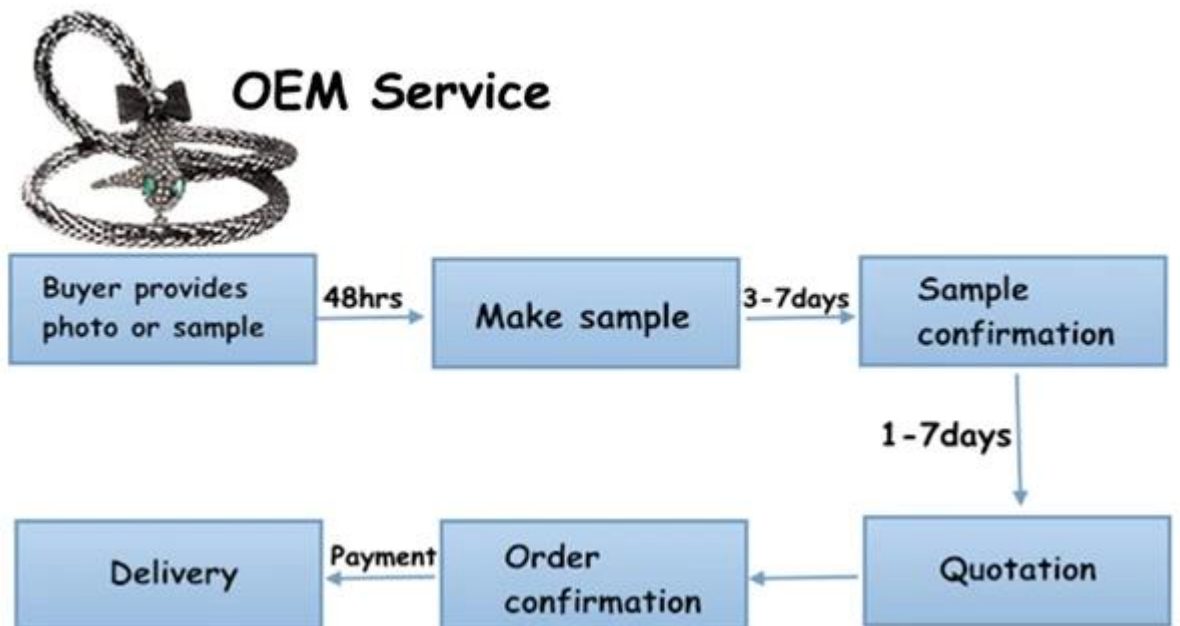 OEM Service
Buyer provides
photo or sample
48hrs
Make sample
3-7days
Sample
confirmation
1-7days
Quotation
Order
confirmation
Payment
Delivery